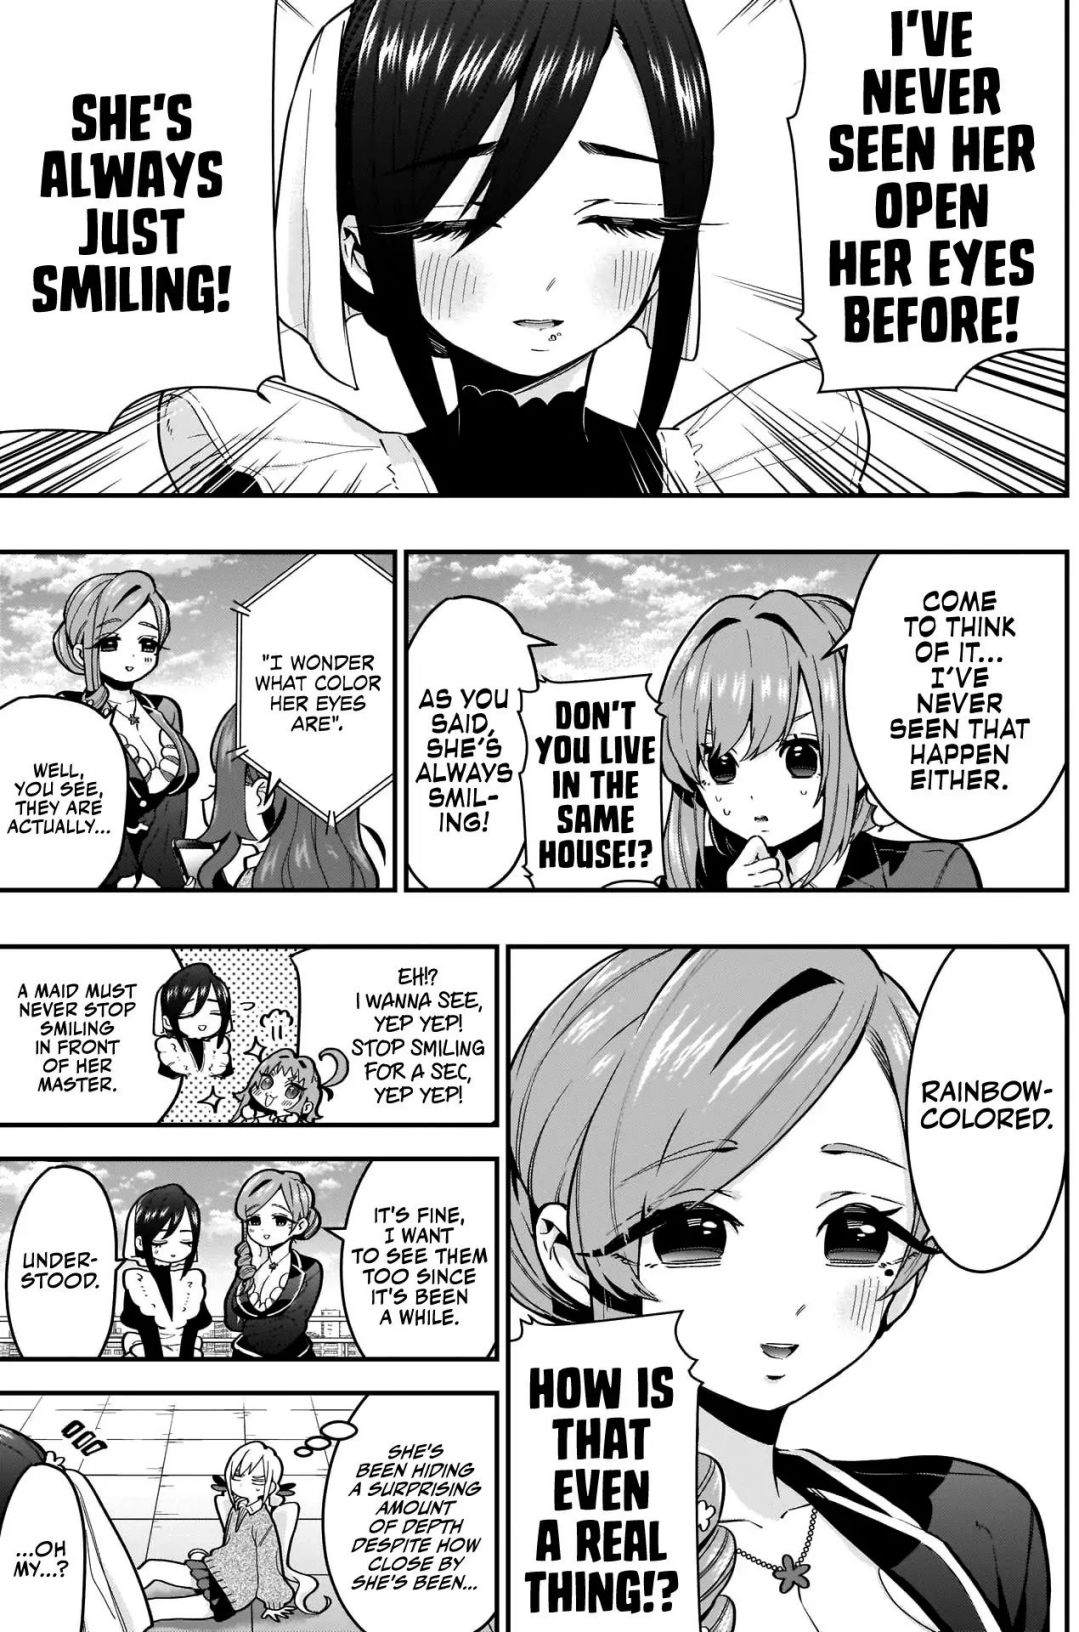 I'VE
NEVER
SEEN HER
OPEN
HER EYES
BEFORE!
SHE'S
ALWAYS
JUST
SMILING!
COME
TO THINK
OF IT...
I'VE
NEVER
SEEN THAT
HAPPEN
EITHER.
DON'T
YOU LIVE
IN THE
SAME
HOUSE!?
AS YOU
SAID,
SHE'S
ALWAYS
SMIL-
ING!
"I WONDER
WHAT COLOR
HER EYES
ARE".
WELL,
YOU SEE,
THEY ARE
ACTUALLY...
RAINBOW-
COLORED.
HOW IS
THAT
EVEN
A REAL
THING!?
EH!?
I WANNA SEE,
YEP YEP!
STOP SMILING
FOR A SEC,
YEP YEP!
A MAID MUST
NEVER STOP
SMILING
IN FRONT
OF HER
MASTER.
IT'S FINE,
I WANT
TO SEE THEM
TOO SINCE
IT'S BEEN
A WHILE.
UNDER-
STOOD.
SHE'S
BEEN HIDING
A SURPRISING
AMOUNT
OF DEPTH
DESPITE HOW
CLOSE BY
SHE'S BEEN...
...OH
MY...?